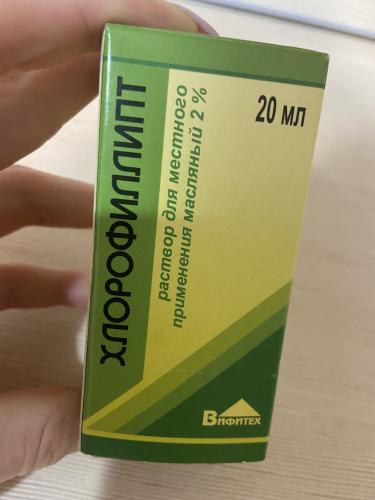 ХЛОРОФИЛЛИПТ
раствор для местного
применения масляный 2 %
20 МЛ
ВИФИТЕХ